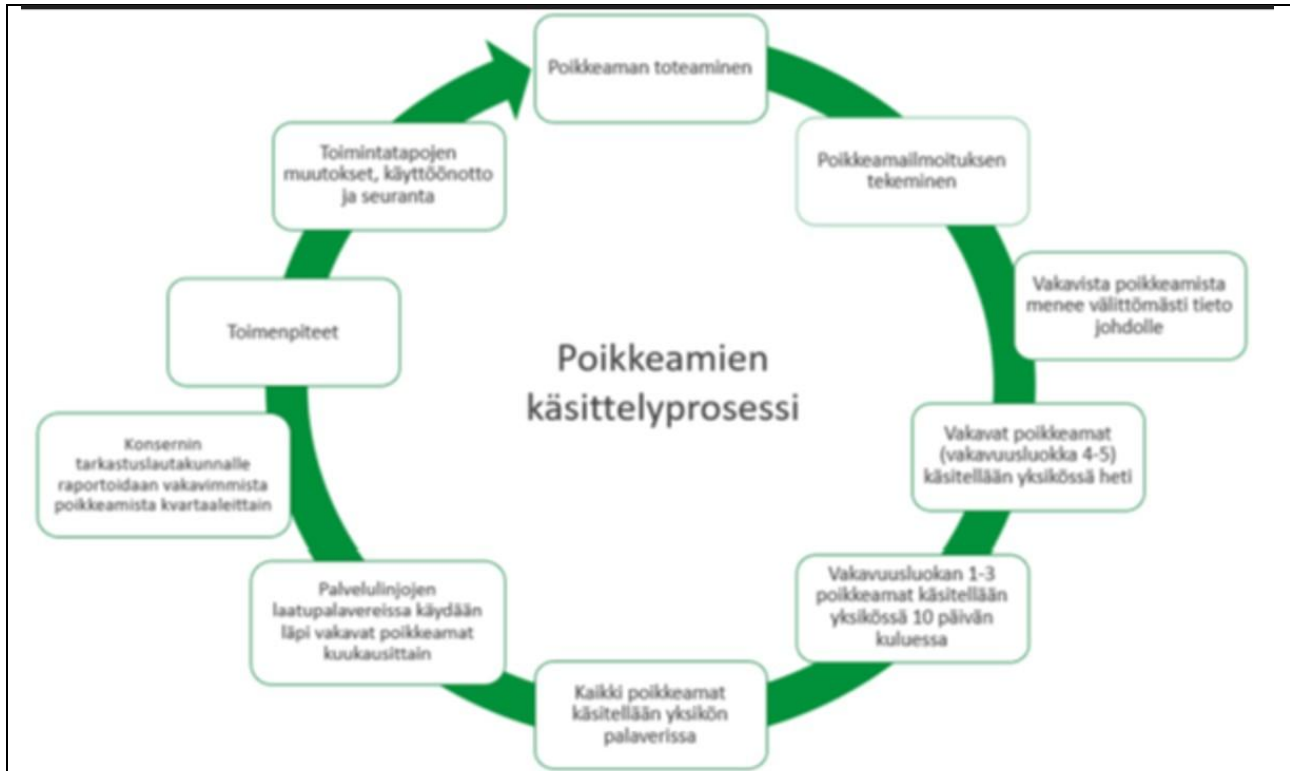 Poikkeaman toteaminen
Poikkeamailmoituksen
tekeminen
Vakavista poikkeamista
menee välittömästi tieto
johdolle
Vakavat poikkeamat
(vakavuusluokka 4-5)
käsitellään yksikössä heti
Vakavuusluokan 1-3
poikkeamat käsitellään
yksikössä 10 päivän
kuluessa
Kaikki poikkeamat
käsitellään yksikön
palaverissa
Palvelulinjojen
laatupalavereissa käydään
läpi vakavat poikkeamat
kuukausittain
Konsernin
tarkastuslautakunnalle
raportoidaan vakavimmista
poikkeamista kvartaaleittain
Toimenpiteet
Toimintatapojen
muutokset, käyttöönotto
ja seuranta
Poikkeamien
käsittelyprosessi